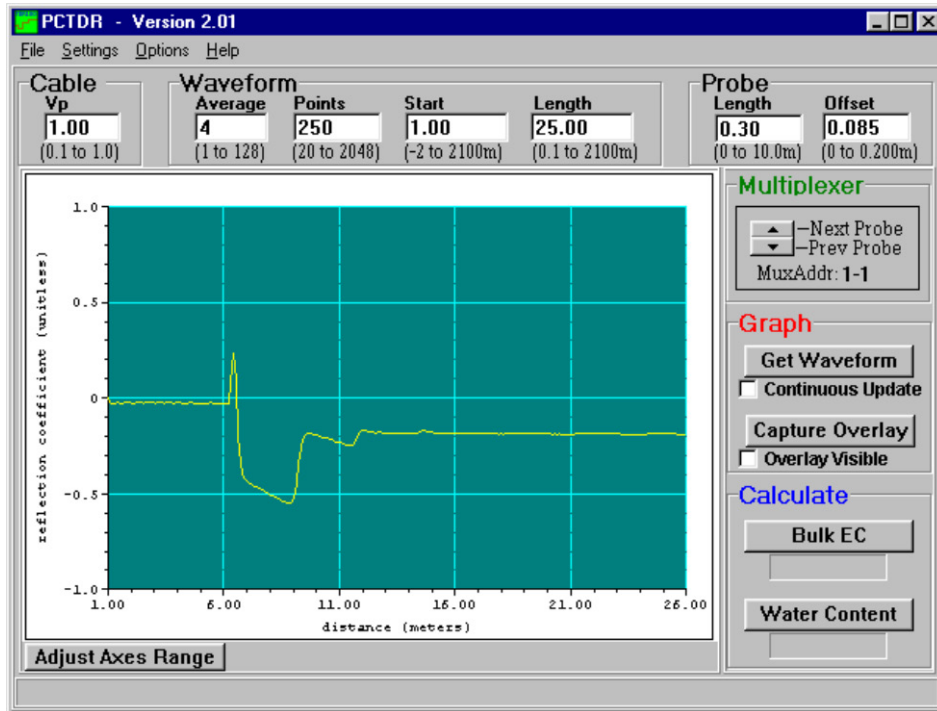 PCTDR - Version 2.01
File Settings Options Help
Cable
Vp
1.00
(0.1 to 1.0)
Waveform
Average Points Start Length
4 250 1.00 25.00
(1 to 128) (20 to 2048) (-2 to 2100m) (0.1 to 2100m)
Probe
Length Offset
0.30 0.085
(0 to 10.0m) (0 to 0.200m)
reflection coefficient (unitless)
1.0
0.5
0
-0.5
-1.0
1.00 6.00 11.00 16.00 21.00 26.00
distance (meters)
Adjust Axes Range
Multiplexer
Next Probe
Prev Probe
MuxAddr: 1-1
Graph
Get Waveform
Continuous Update
Capture Overlay
Overlay Visible
Calculate
Bulk EC
Water Content